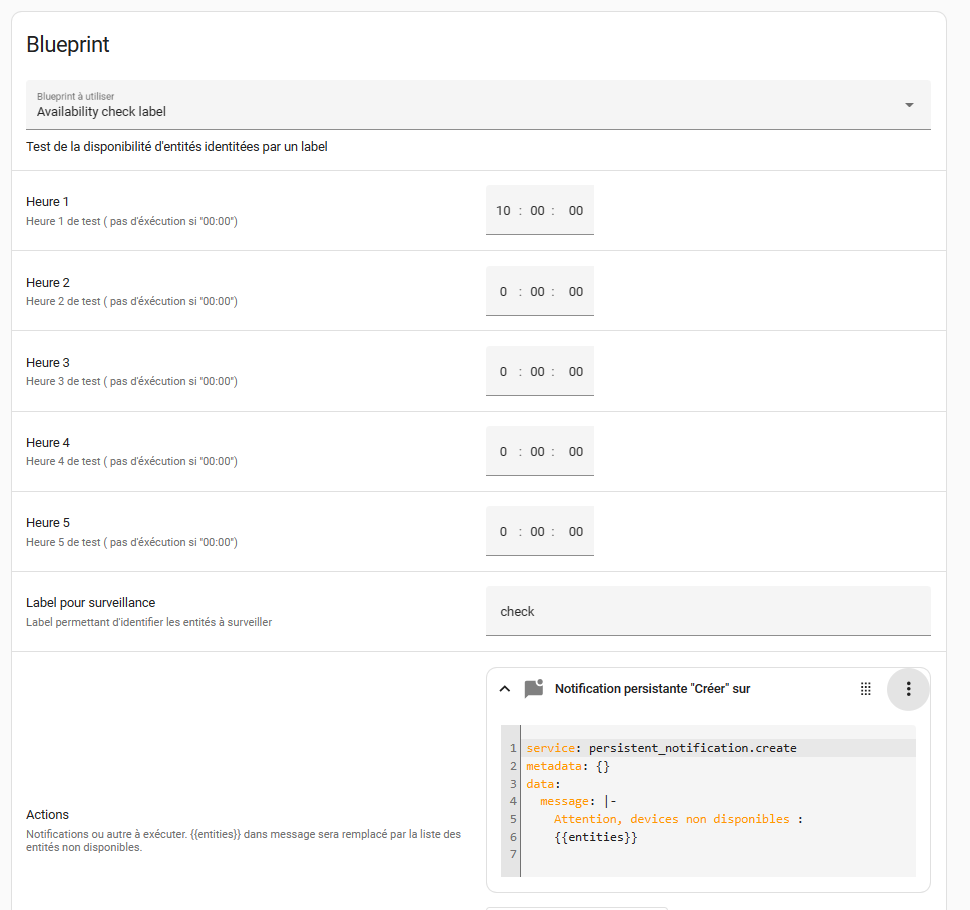 Blueprint
Blueprint à utiliser
Availability check label
Test de la disponibilité d'entités identitées par un label
Heure 1
Heure 1 de test ( pas d'éxécution si "00:00")
10 : 00 : 00
Heure 2
Heure 2 de test ( pas d'éxécution si "00:00")
0 : 00 : 00
Heure 3
Heure 3 de test ( pas d'éxécution si "00:00")
0 : 00 : 00
Heure 4
Heure 4 de test ( pas d'éxécution si "00:00")
0 : 00 : 00
Heure 5
Heure 5 de test ( pas d'éxécution si "00:00")
0 : 00 : 00
Label pour surveillance
Label permettant d'identifier les entités à surveiller
check
Actions
Notifications ou autre à exécuter. {{entities}} dans message sera remplacé par la liste des
entités non disponibles.
Notification persistante "Créer" sur
1 service: persistent_notification.create
2 metadata: {}
3 data:
4 message: |-
5 Attention, devices non disponibles :
6 {{entities}}
7